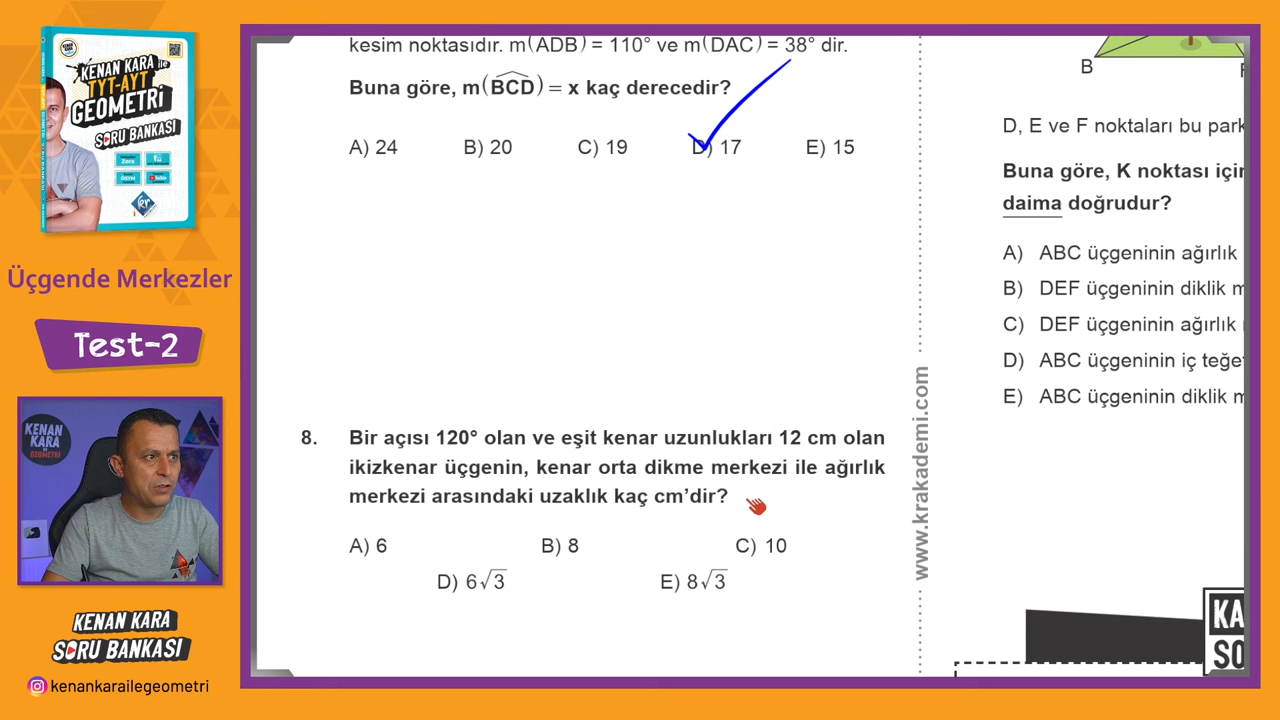 KENAN KARA ile
TYT-AYT
GEOMETRİ
SORU BANKASI
Üçgende Merkezler
Test-2
KENAN
KARA
GEOMETRİ
KENAN KARA
SORU BANKASI
kenankarailegeometri
kesim noktasıdır. m(ADB) = 110° ve m(DAC) = 38° dir.
Buna göre, m(BCD) = x kaç derecedir?
A) 24 B) 20 C) 19 D) 17 E) 15
8. Bir açısı 120° olan ve eşit kenar uzunlukları 12 cm olan
ikizkenar üçgenin, kenar orta dikme merkezi ile ağırlık
merkezi arasındaki uzaklık kaç cm'dir?
A) 6 B) 8 C) 10
D) 6√3 E) 8√3
www.krakademi.com
B
D, E ve F noktaları bu park
Buna göre, K noktası için
daima doğrudur?
A) ABC üçgeninin ağırlık
B) DEF üçgeninin diklik m
C) DEF üçgeninin ağırlık
D) ABC üçgeninin iç teğe
E) ABC üçgeninin diklik m
KA
SO